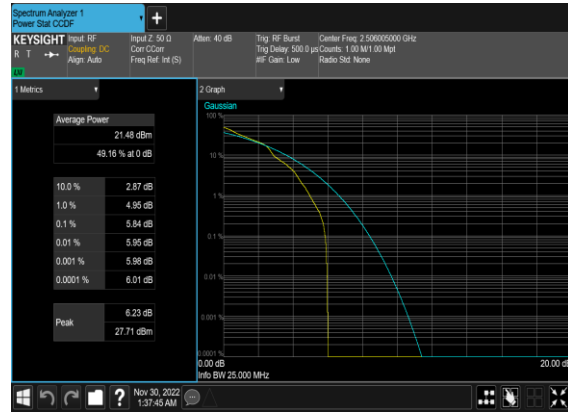 Spectrum Analyzer 1
Power Stat CCDF
KEYSIGHT
R T
LW
Input: RF
Coupling: DC
Align: Auto
Input Z: 50 Ω
Corr CCorr
Freq Ref: Int (S)
Atten: 40 dB
Trig: RF Burst
Trig Delay: 500.0 µs
#IF Gain: Low
Center Freq: 2.506005000 GHz
Counts: 1.00 M/1.00 Mpt
Radio Std: None
1 Metrics
Average Power
21.48 dBm
49.16 % at 0 dB
10.0 % 2.87 dB
1.0 % 4.95 dB
0.1 % 5.84 dB
0.01 % 5.95 dB
0.001 % 5.98 dB
0.0001 % 6.01 dB
Peak
6.23 dB
27.71 dBm
2 Graph
Gaussian
100 %
10 %
1 %
0.1 %
0.01 %
0.001 %
0.0001 %
0.00 dB
20.00 dB
Info BW 25.000 MHz
?
Nov 30, 2022
1:37:45 AM